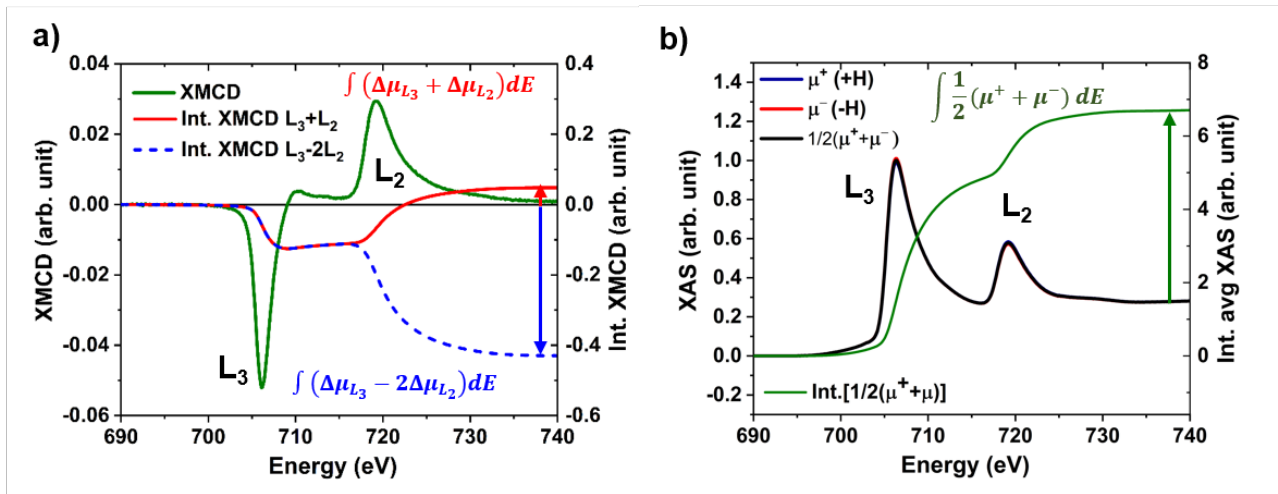 a)
XMCD
Int. XMCD L₃+L₂
Int. XMCD L₃-2L₂
∫ (Δμ_L₃ + Δμ_L₂)dE
L₂
L₃
∫ (Δμ_L₃ − 2Δμ_L₂)dE
0.04
0.02
0.00
-0.02
-0.04
-0.06
XMCD (arb. unit)
0.4
0.2
0.0
-0.2
-0.4
-0.6
Int. XMCD (arb. unit)
690 700 710 720 730 740
Energy (eV)
b)
μ⁺ (+H)
μ⁻ (-H)
1/2(μ⁺+μ⁻)
∫ 1/2 (μ⁺ + μ⁻) dE
L₃
L₂
Int.[1/2(μ⁺+μ)]
1.4
1.2
1.0
0.8
0.6
0.4
0.2
0.0
-0.2
XAS (arb. unit)
8
6
4
2
0
Int. avg XAS (arb. unit)
690 700 710 720 730 740
Energy (eV)